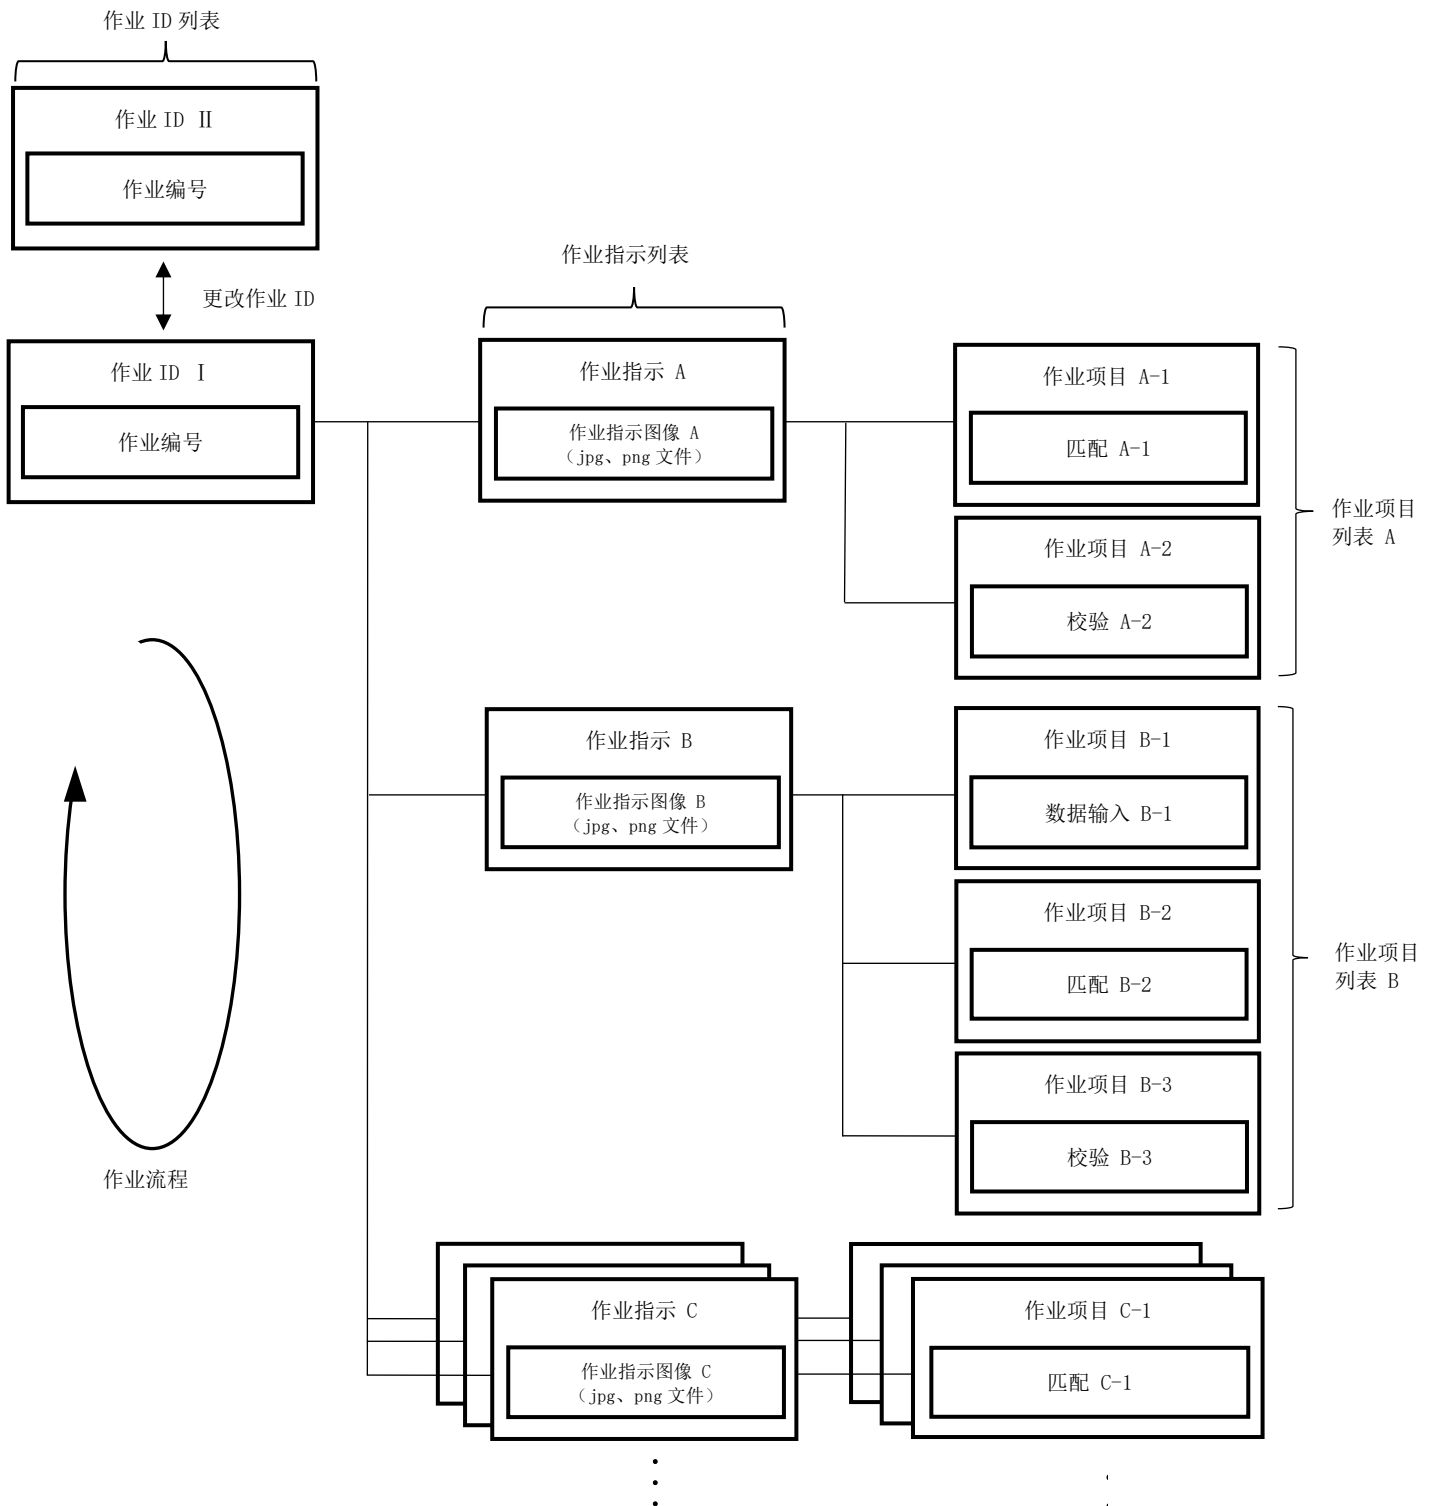 作业 ID 列表
作业 ID Ⅱ
作业编号
更改作业 ID
作业 ID Ⅰ
作业编号
作业指示列表
作业指示 A
作业指示图像 A
（jpg、png 文件）
作业项目 A-1
匹配 A-1
作业项目 A-2
校验 A-2
作业项目
列表 A
作业指示 B
作业指示图像 B
（jpg、png 文件）
作业项目 B-1
数据输入 B-1
作业项目 B-2
匹配 B-2
作业项目 B-3
校验 B-3
作业项目
列表 B
作业流程
作业指示 C
作业指示图像 C
（jpg、png 文件）
作业项目 C-1
匹配 C-1